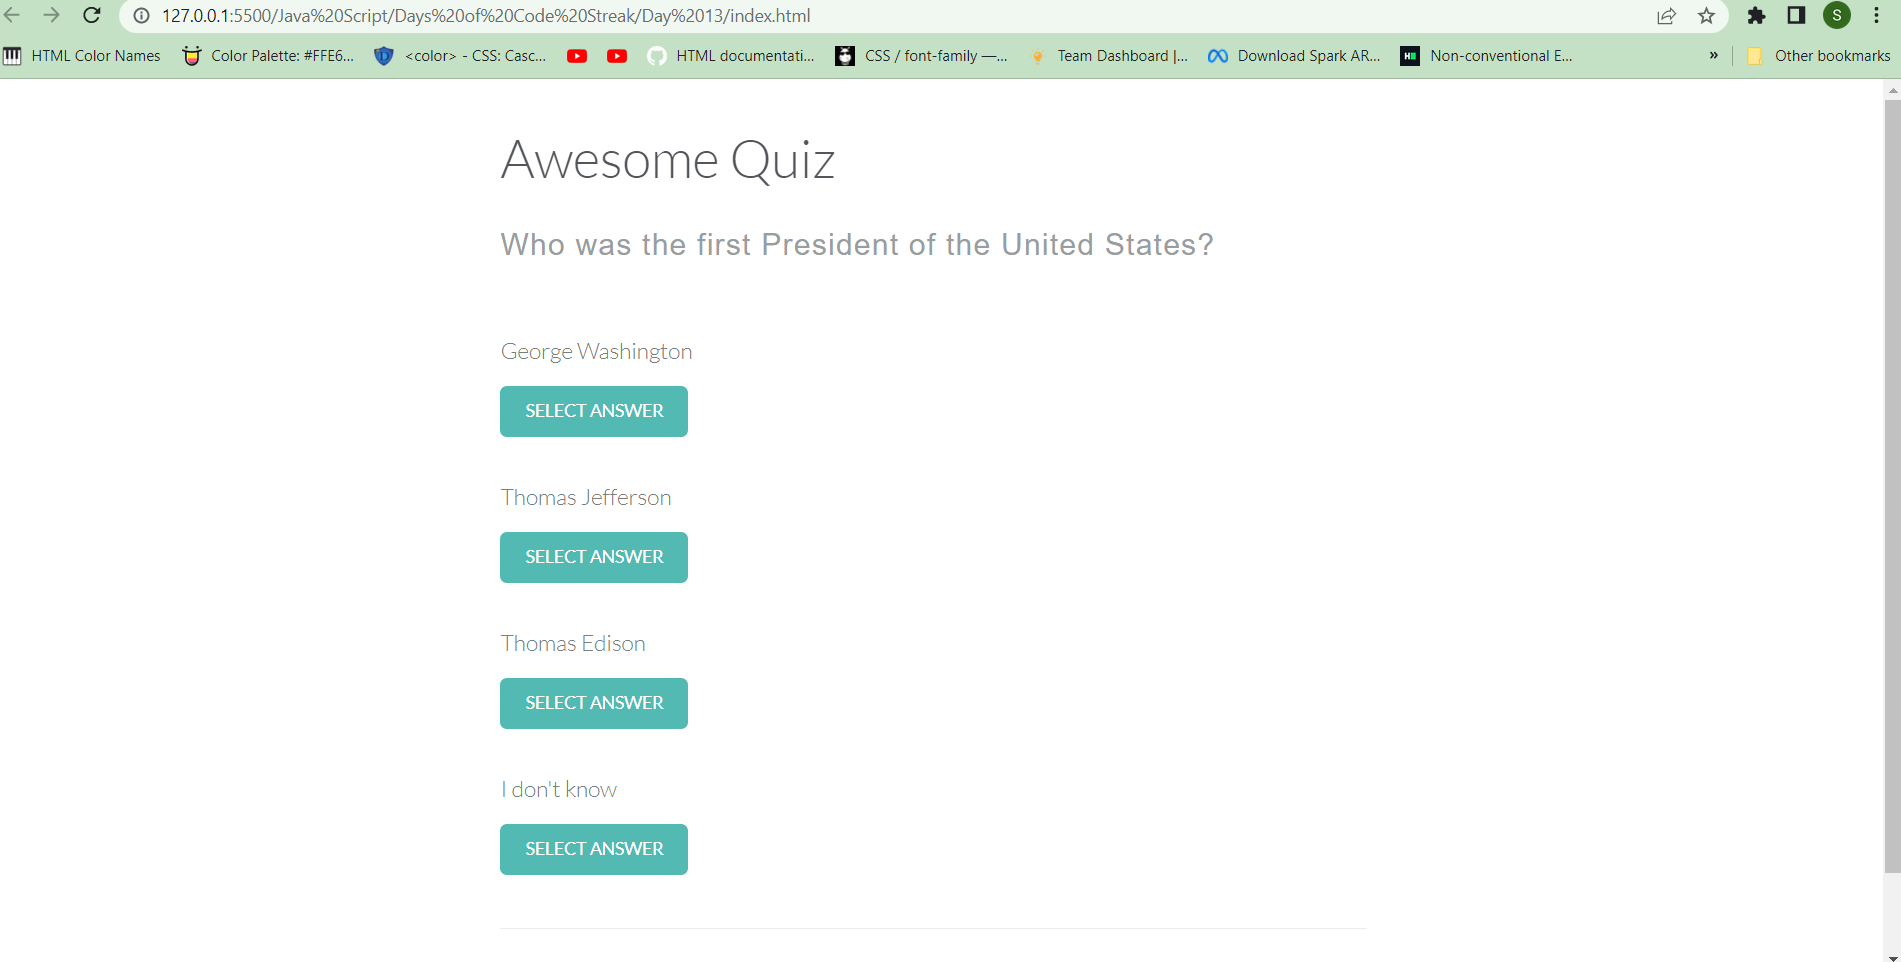 127.0.0.1:5500/Java%20Script/Days%20of%20Code%20Streak/Day%2013/index.html
S
HTML Color Names Color Palette: #FFE6... <color> - CSS: Casc... HTML documentati... CSS / font-family —... Team Dashboard |... Download Spark AR... Non-conventional E... » Other bookmarks
Awesome Quiz
Who was the first President of the United States?
George Washington
SELECT ANSWER
Thomas Jefferson
SELECT ANSWER
Thomas Edison
SELECT ANSWER
I don't know
SELECT ANSWER